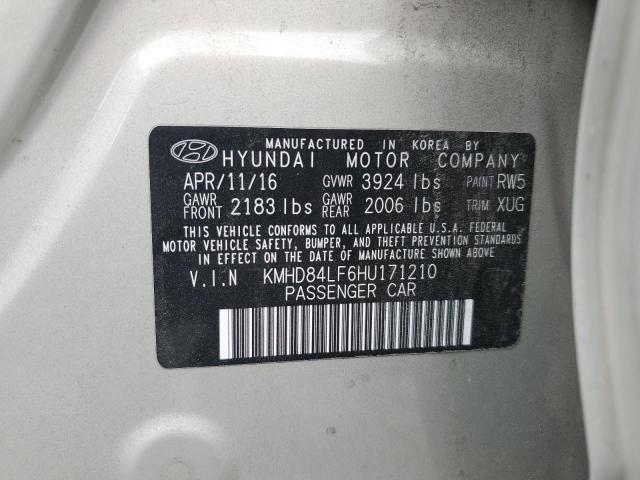 MANUFACTURED IN KOREA BY
HYUNDAI MOTOR COMPANY
APR/11/16 GVWR 3924 lbs PAINT RW5
GAWR FRONT 2183 lbs GAWR REAR 2006 lbs TRIM XUG
THIS VEHICLE CONFORMS TO ALL APPLICABLE U.S.A. FEDERAL
MOTOR VEHICLE SAFETY, BUMPER, AND THEFT PREVENTION STANDARDS
IN EFFECT ON THE DATE OF MANUFACTURE SHOWN ABOVE
V.I.N KMHD84LF6HU171210
PASSENGER CAR